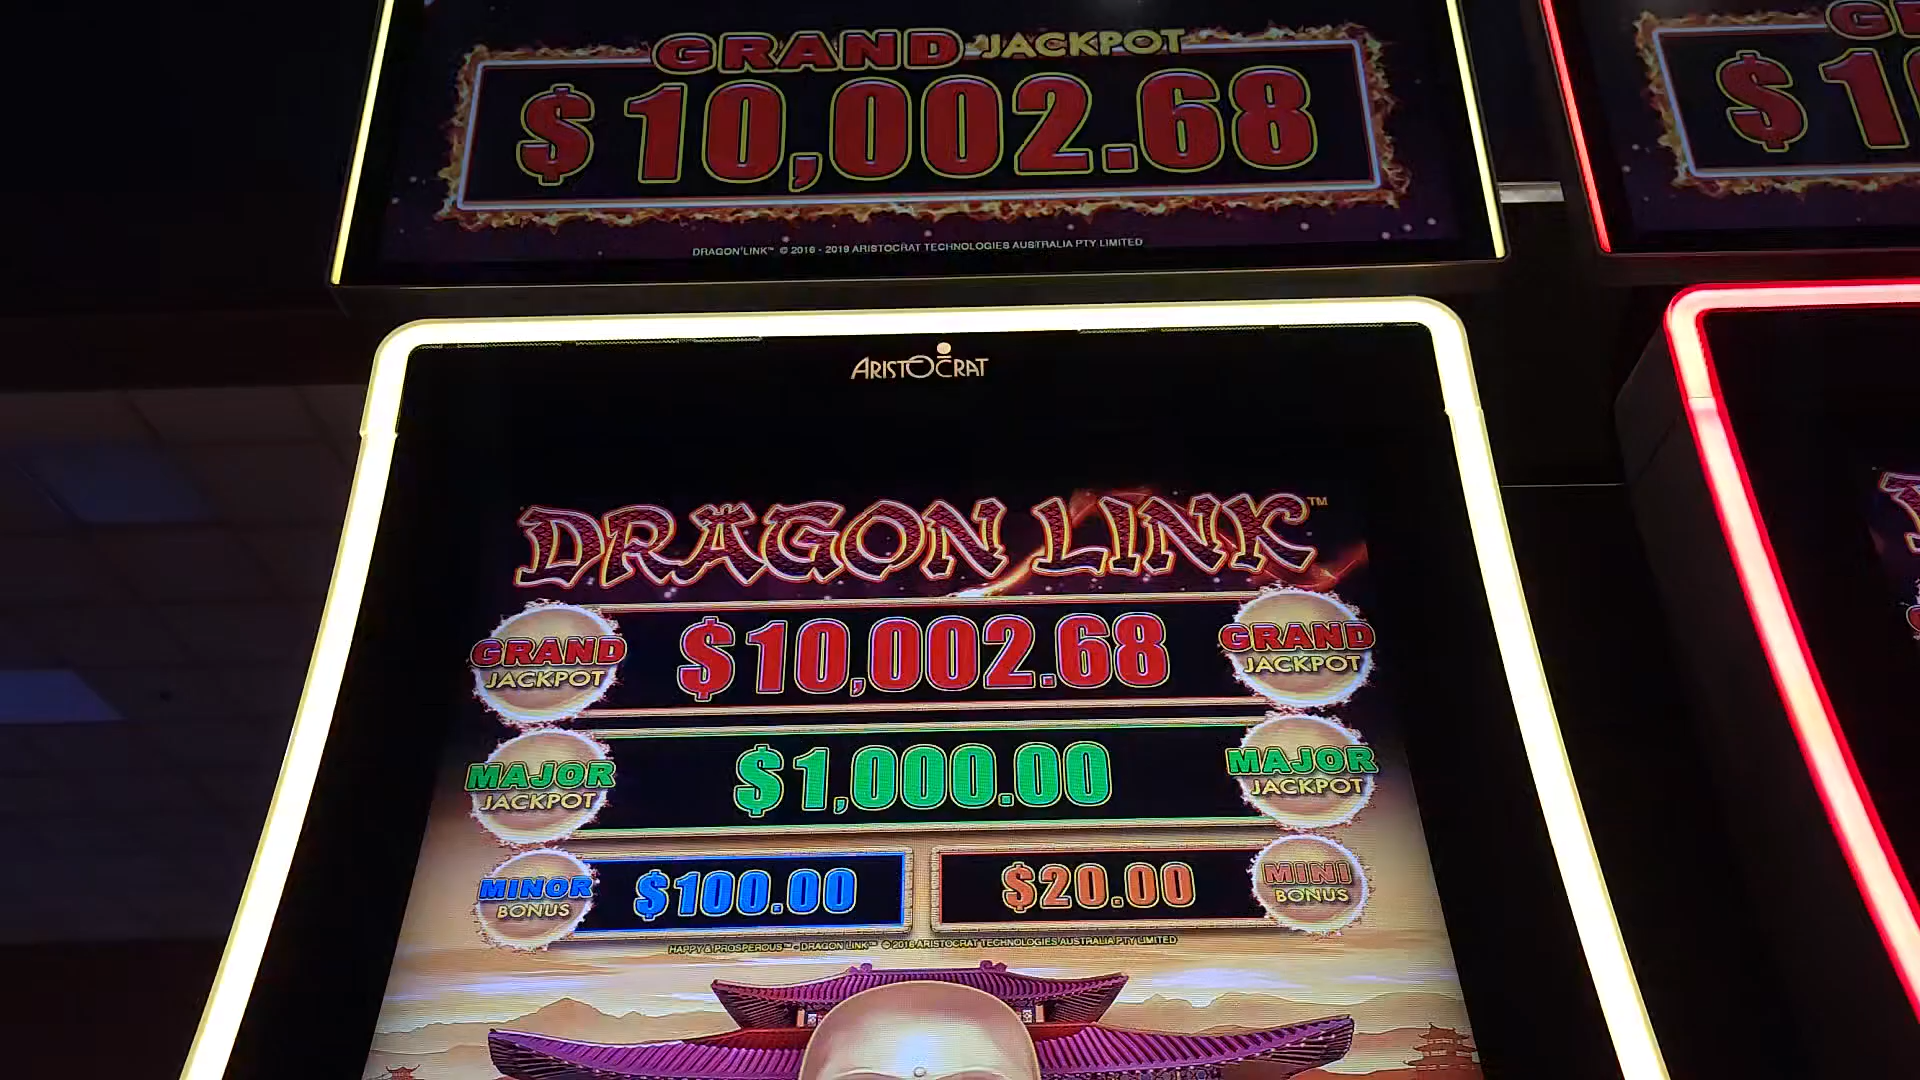 GRAND JACKPOT
$10,002.68
DRAGON LINK™ © 2016 - 2019 ARISTOCRAT TECHNOLOGIES AUSTRALIA PTY LIMITED
ARISTOCRAT
DRAGON LINK™
GRAND JACKPOT $10,002.68 GRAND JACKPOT
MAJOR JACKPOT $1,000.00 MAJOR JACKPOT
MINOR BONUS $100.00 $20.00 MINI BONUS
HAPPY & PROSPEROUS™ - DRAGON LINK™ © 2016 ARISTOCRAT TECHNOLOGIES AUSTRALIA PTY LIMITED